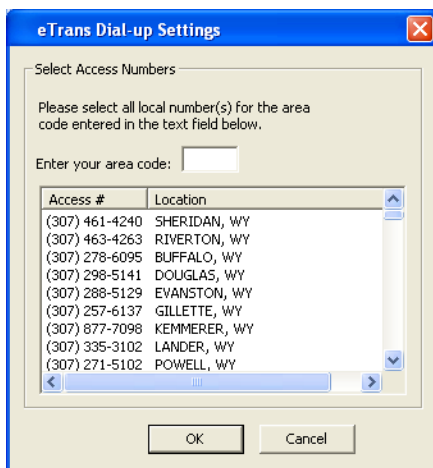 eTrans Dial-up Settings
Select Access Numbers
Please select all local number(s) for the area
code entered in the text field below.
Enter your area code:
Access # Location
(307) 461-4240 SHERIDAN, WY
(307) 463-4263 RIVERTON, WY
(307) 278-6095 BUFFALO, WY
(307) 298-5141 DOUGLAS, WY
(307) 288-5129 EVANSTON, WY
(307) 257-6137 GILLETTE, WY
(307) 877-7098 KEMMERER, WY
(307) 335-3102 LANDER, WY
(307) 271-5102 POWELL, WY
OK Cancel